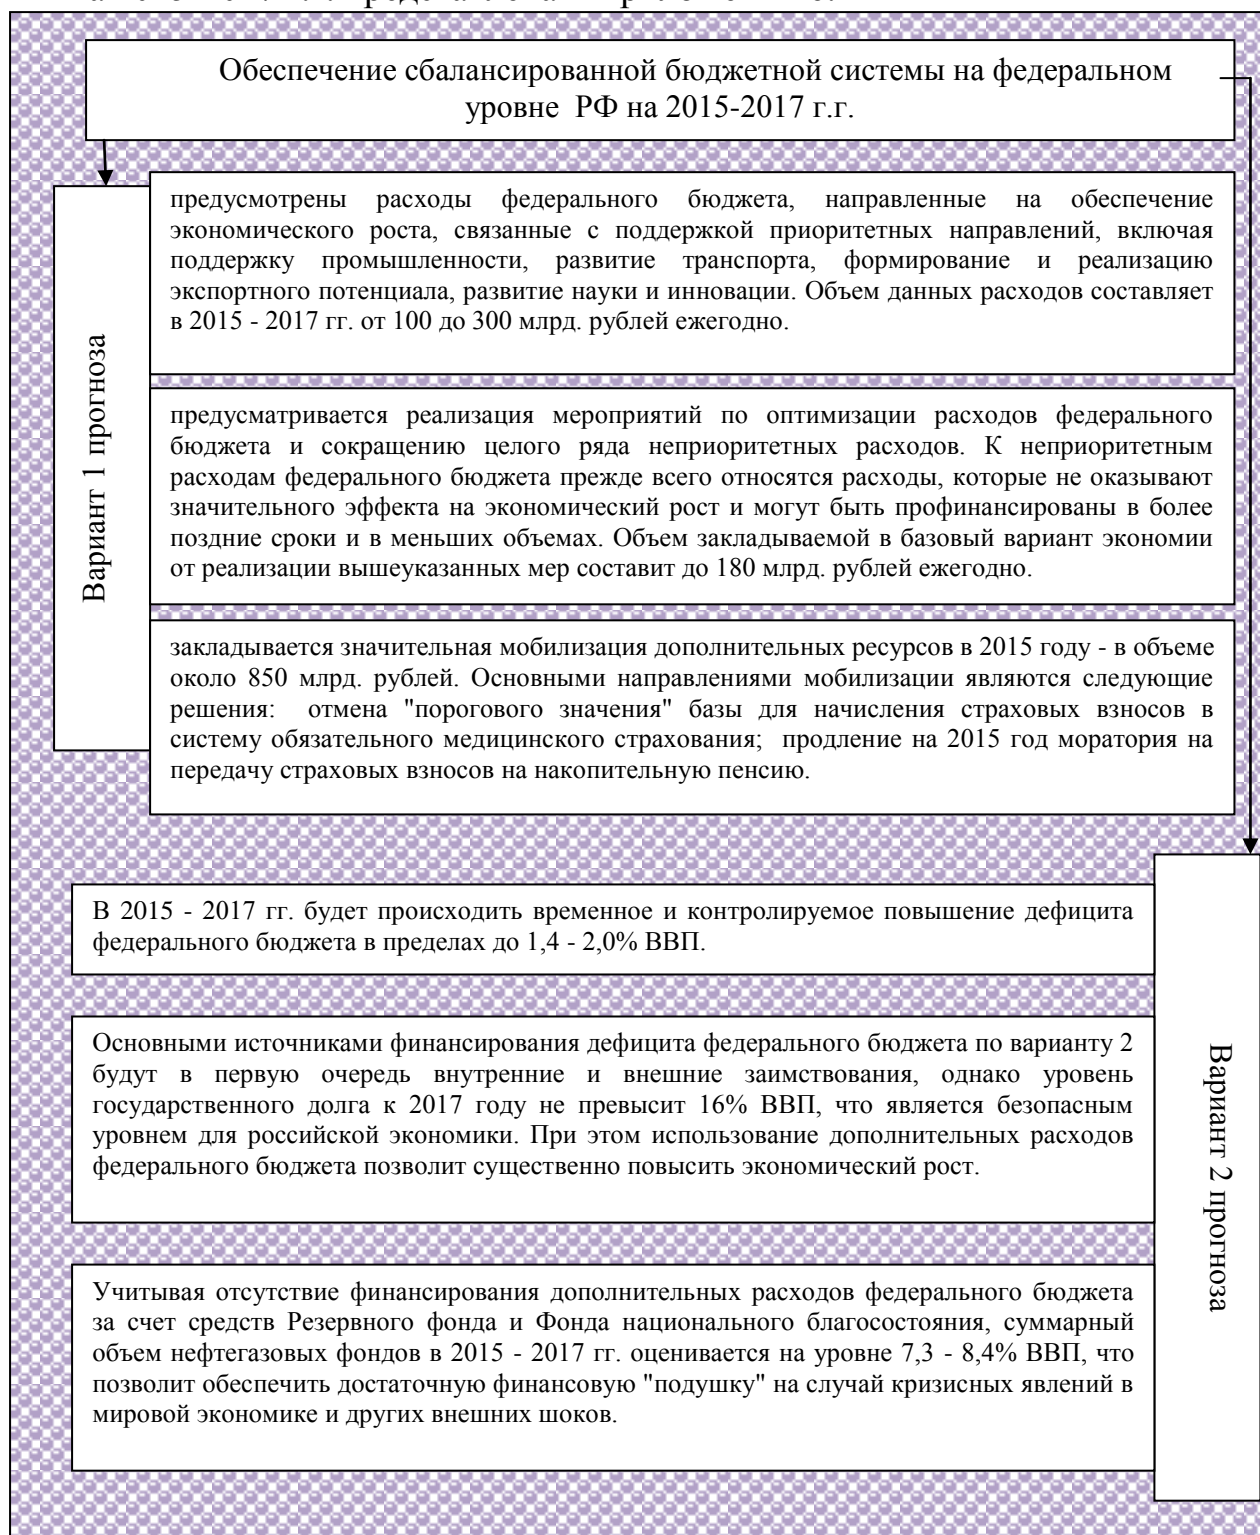 Обеспечение сбалансированной бюджетной системы на федеральном
уровне РФ на 2015-2017 г.г.
Вариант 1 прогноза
предусмотрены расходы федерального бюджета, направленные на обеспечение
экономического роста, связанные с поддержкой приоритетных направлений, включая
поддержку промышленности, развитие транспорта, формирование и реализацию
экспортного потенциала, развитие науки и инновации. Объем данных расходов составляет
в 2015 - 2017 гг. от 100 до 300 млрд. рублей ежегодно.
предусматривается реализация мероприятий по оптимизации расходов федерального
бюджета и сокращению целого ряда неприоритетных расходов. К неприоритетным
расходам федерального бюджета прежде всего относятся расходы, которые не оказывают
значительного эффекта на экономический рост и могут быть профинансированы в более
поздние сроки и в меньших объемах. Объем закладываемой в базовый вариант экономии
от реализации вышеуказанных мер составит до 180 млрд. рублей ежегодно.
закладывается значительная мобилизация дополнительных ресурсов в 2015 году - в объеме
около 850 млрд. рублей. Основными направлениями мобилизации являются следующие
решения: отмена "порогового значения" базы для начисления страховых взносов в
систему обязательного медицинского страхования; продление на 2015 год моратория на
передачу страховых взносов на накопительную пенсию.
В 2015 - 2017 гг. будет происходить временное и контролируемое повышение дефицита
федерального бюджета в пределах до 1,4 - 2,0% ВВП.
Основными источниками финансирования дефицита федерального бюджета по варианту 2
будут в первую очередь внутренние и внешние заимствования, однако уровень
государственного долга к 2017 году не превысит 16% ВВП, что является безопасным
уровнем для российской экономики. При этом использование дополнительных расходов
федерального бюджета позволит существенно повысить экономический рост.
Учитывая отсутствие финансирования дополнительных расходов федерального бюджета
за счет средств Резервного фонда и Фонда национального благосостояния, суммарный
объем нефтегазовых фондов в 2015 - 2017 гг. оценивается на уровне 7,3 - 8,4% ВВП, что
позволит обеспечить достаточную финансовую "подушку" на случай кризисных явлений в
мировой экономике и других внешних шоков.
Вариант 2 прогноза